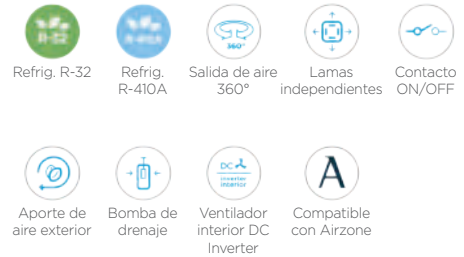 R-32
R-410A
360°
Refrig. R-32
Refrig.
R-410A
Salida de aire
360°
Lamas
independientes
Contacto
ON/OFF
DC
inverter
interior
A
Aporte de
aire exterior
Bomba de
drenaje
Ventilador
interior DC
Inverter
Compatible
con Airzone